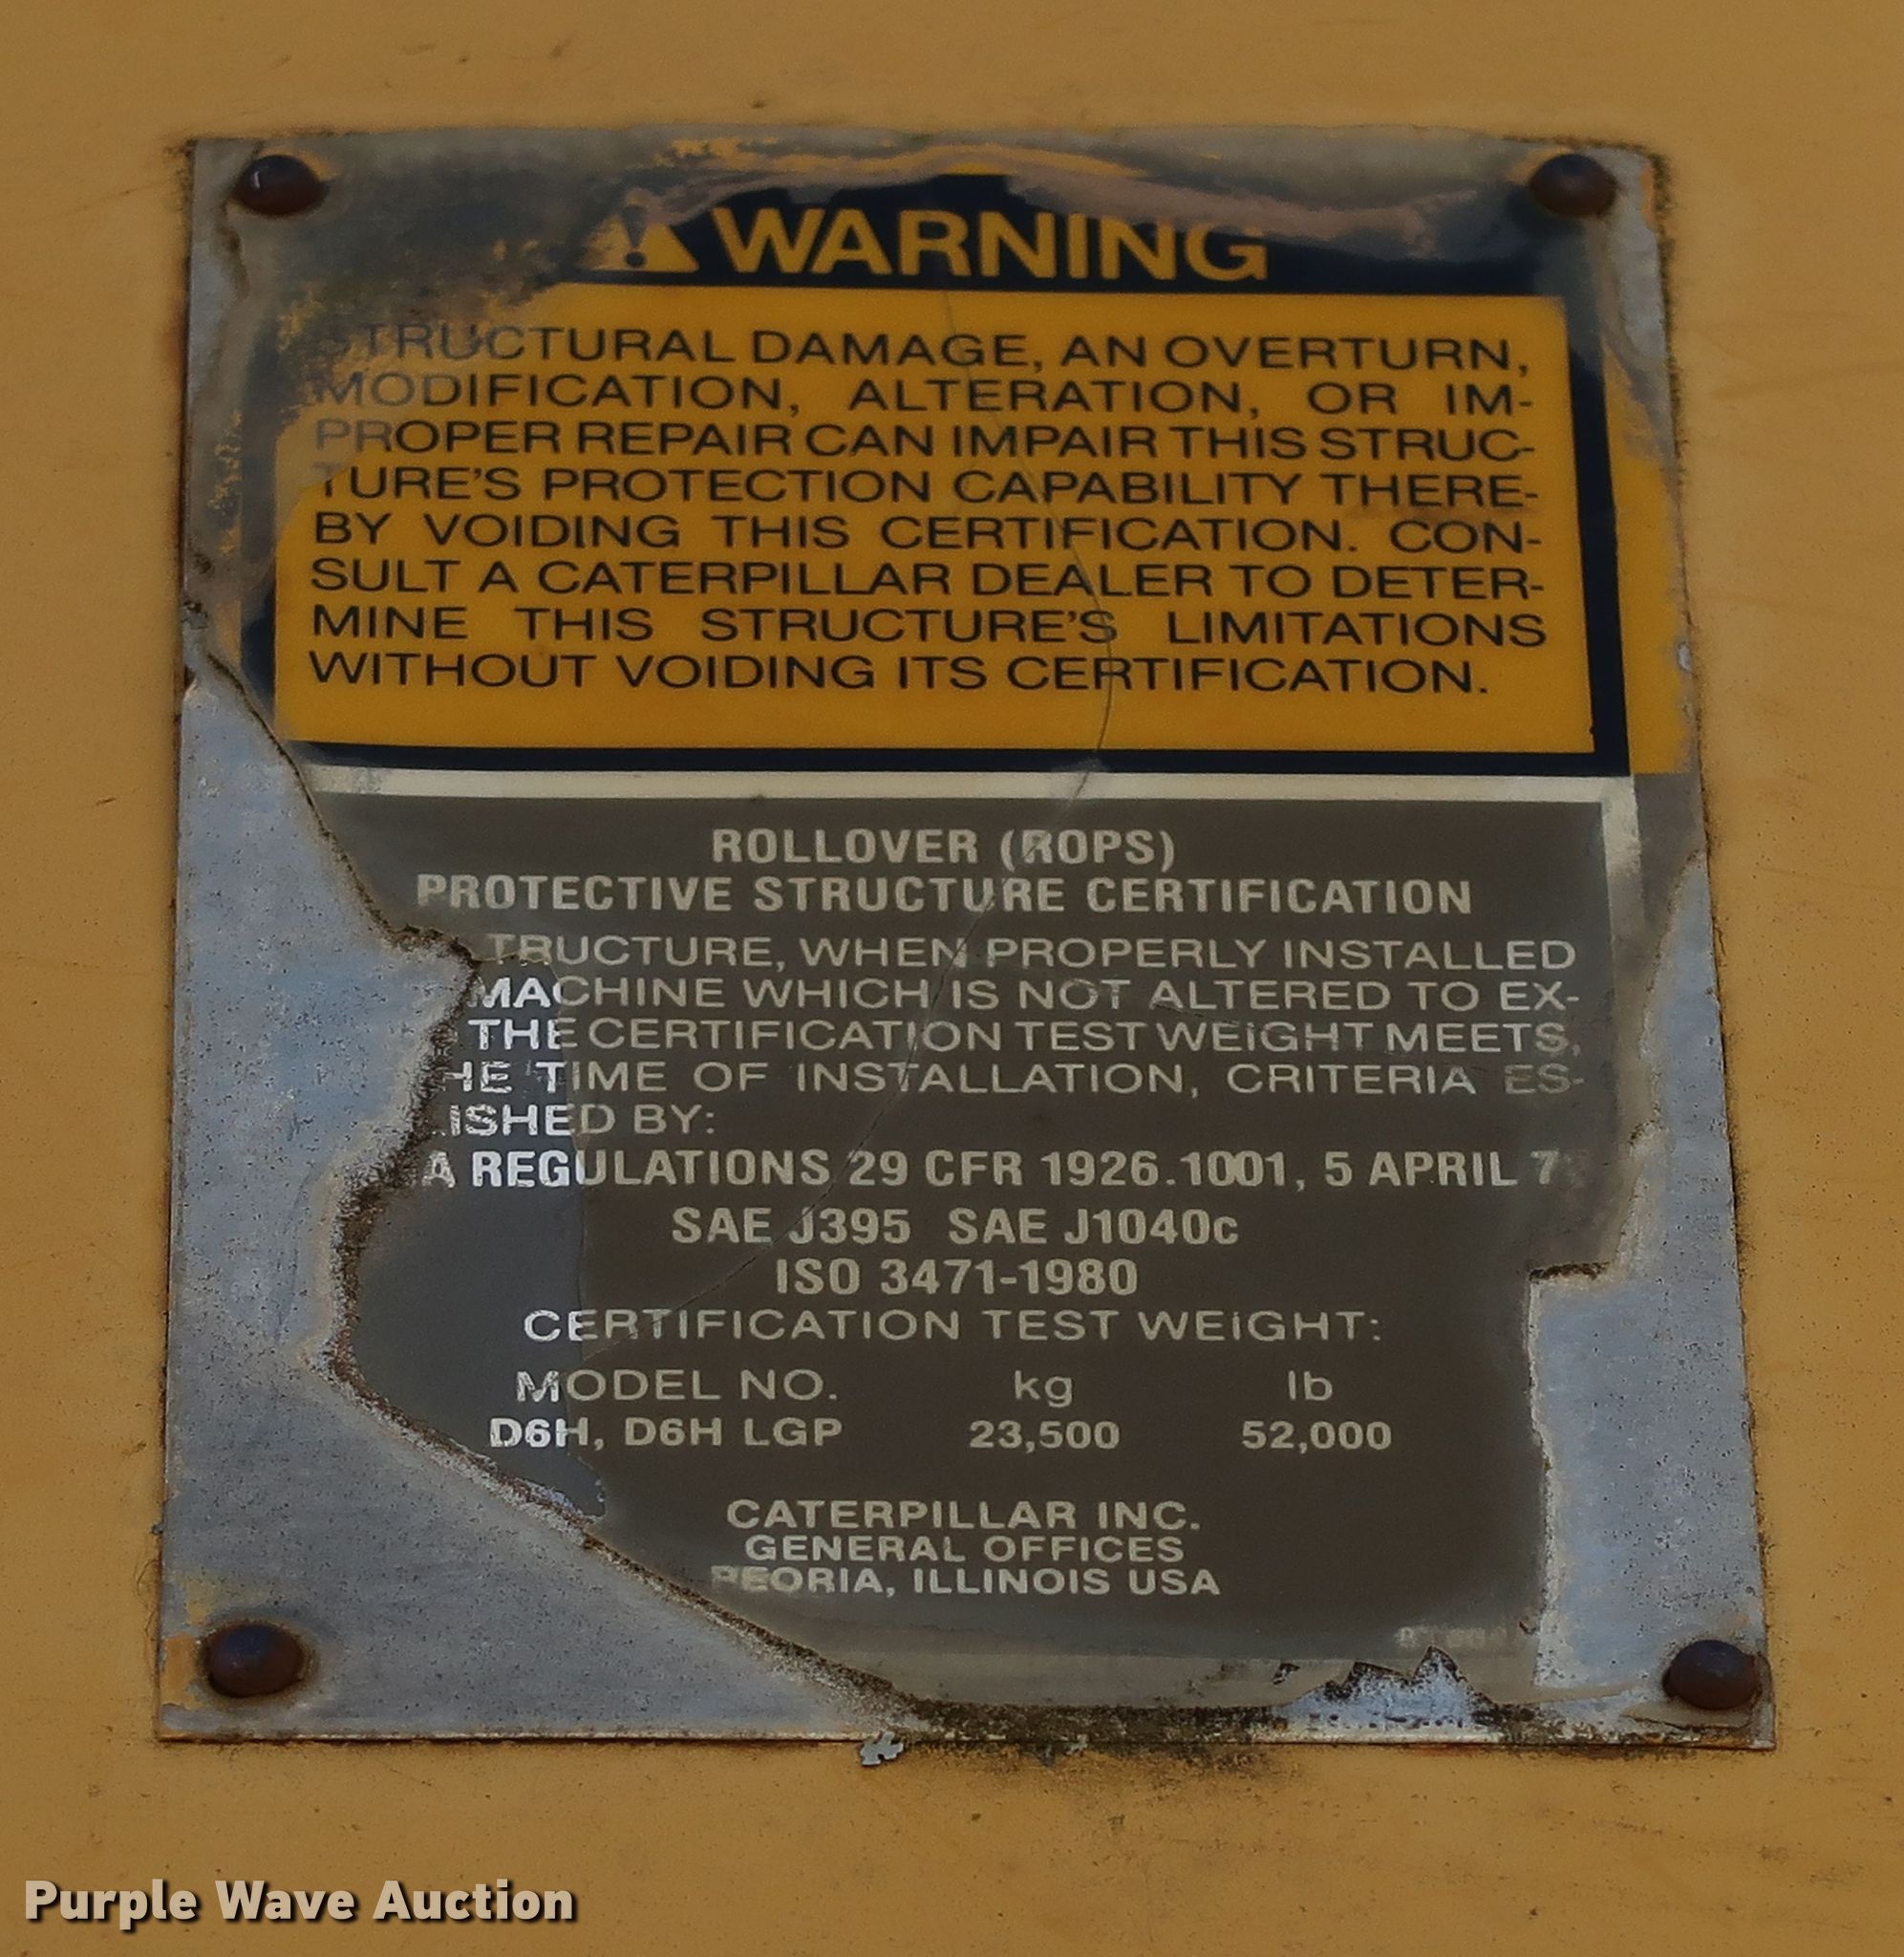 WARNING
STRUCTURAL DAMAGE, AN OVERTURN,
MODIFICATION, ALTERATION, OR IM-
PROPER REPAIR CAN IMPAIR THIS STRUC-
TURE'S PROTECTION CAPABILITY THERE-
BY VOIDING THIS CERTIFICATION. CON-
SULT A CATERPILLAR DEALER TO DETER-
MINE THIS STRUCTURE'S LIMITATIONS
WITHOUT VOIDING ITS CERTIFICATION.
ROLLOVER (ROPS)
PROTECTIVE STRUCTURE CERTIFICATION
TRUCTURE, WHEN PROPERLY INSTALLED
MACHINE WHICH IS NOT ALTERED TO EX-
THE CERTIFICATION TEST WEIGHT MEETS,
HE TIME OF INSTALLATION, CRITERIA ES-
ISHED BY:
A REGULATIONS 29 CFR 1926.1001, 5 APRIL 7
SAE J395 SAE J1040c
ISO 3471-1980
CERTIFICATION TEST WEIGHT:
MODEL NO. kg lb
D6H, D6H LGP 23,500 52,000
CATERPILLAR INC.
GENERAL OFFICES
PEORIA, ILLINOIS USA
Purple Wave Auction